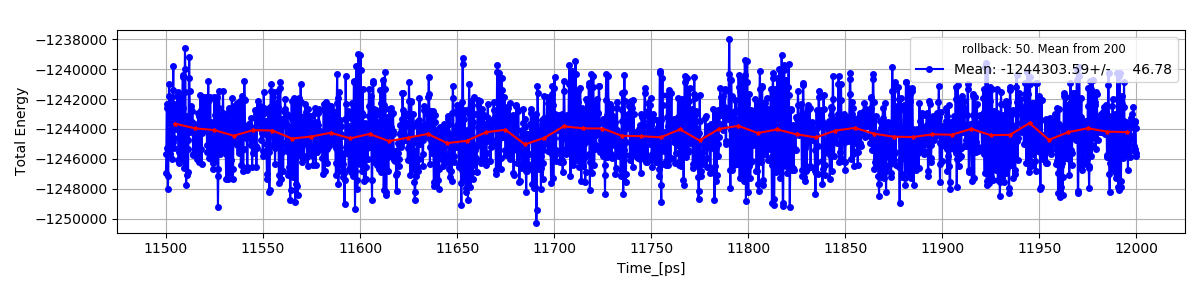 rollback: 50. Mean from 200
Mean: -1244303.59+/- 46.78
Total Energy
−1238000
−1240000
−1242000
−1244000
−1246000
−1248000
−1250000
11500 11550 11600 11650 11700 11750 11800 11850 11900 11950 12000
Time_[ps]